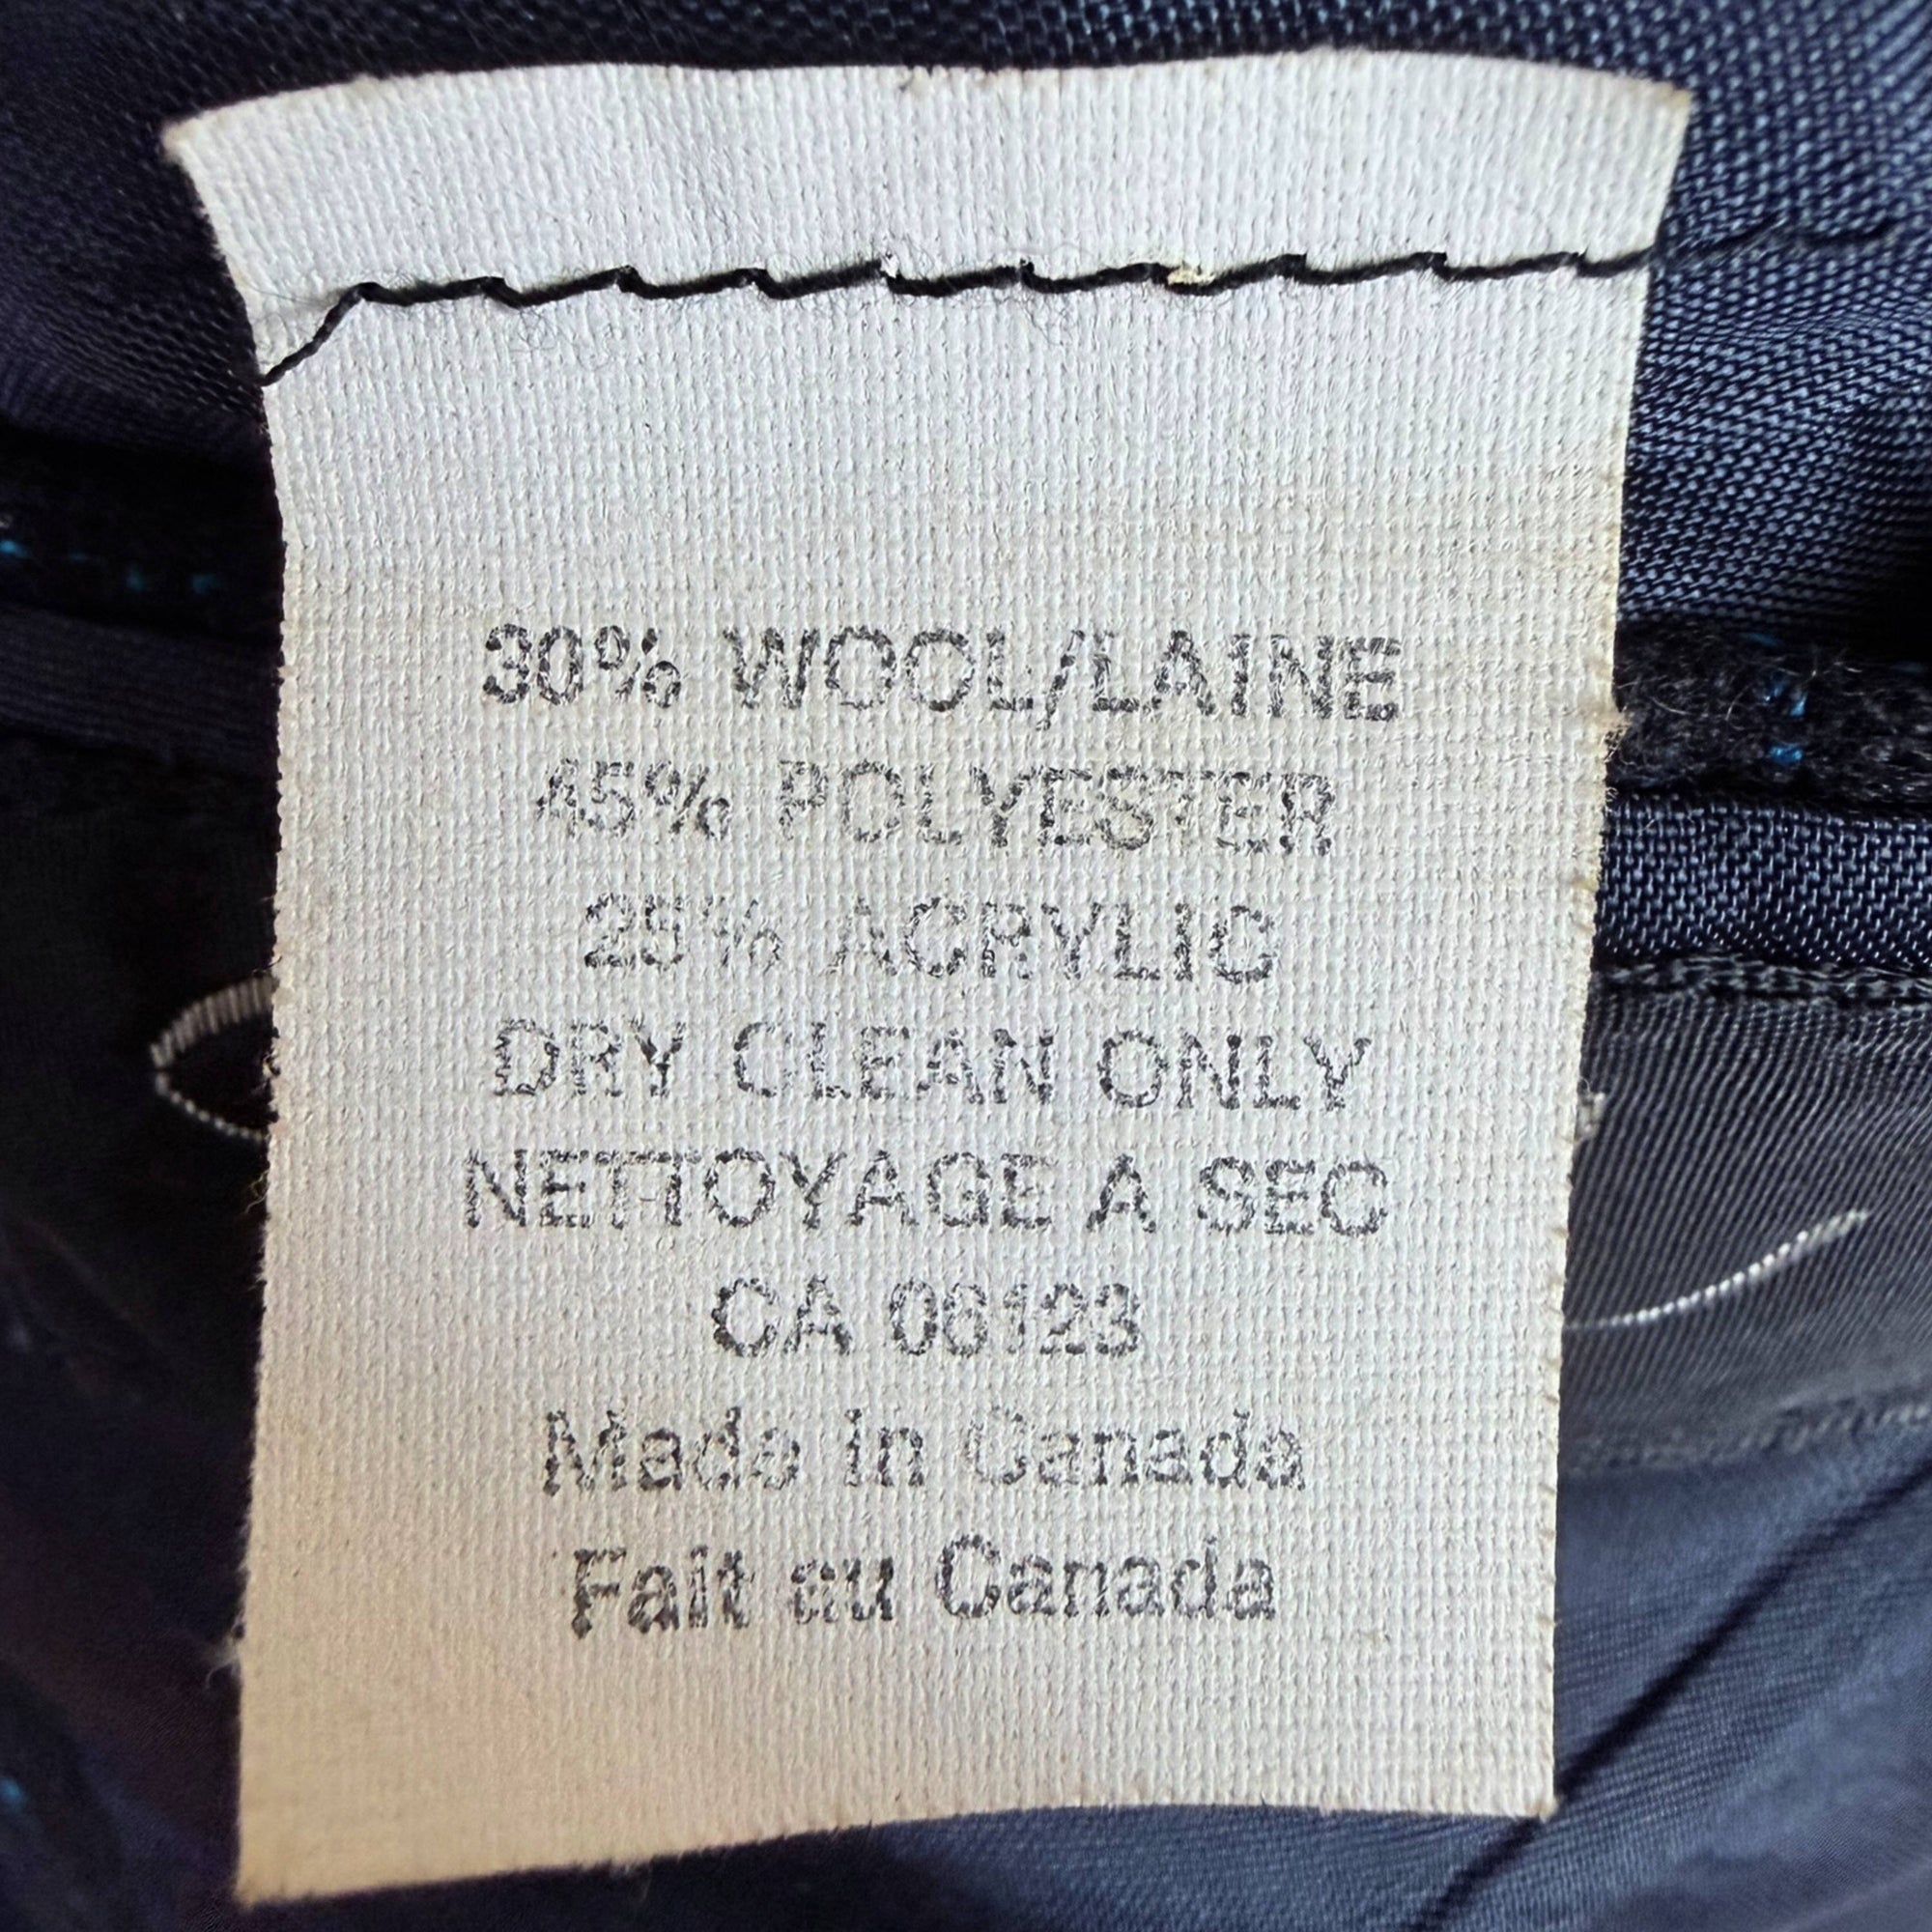 30% WOOL/LAINE
45% POLYESTER
25% ACRYLIC
DRY CLEAN ONLY
NETTOYAGE A SEC
CA 06123
Made in Canada
Fait au Canada